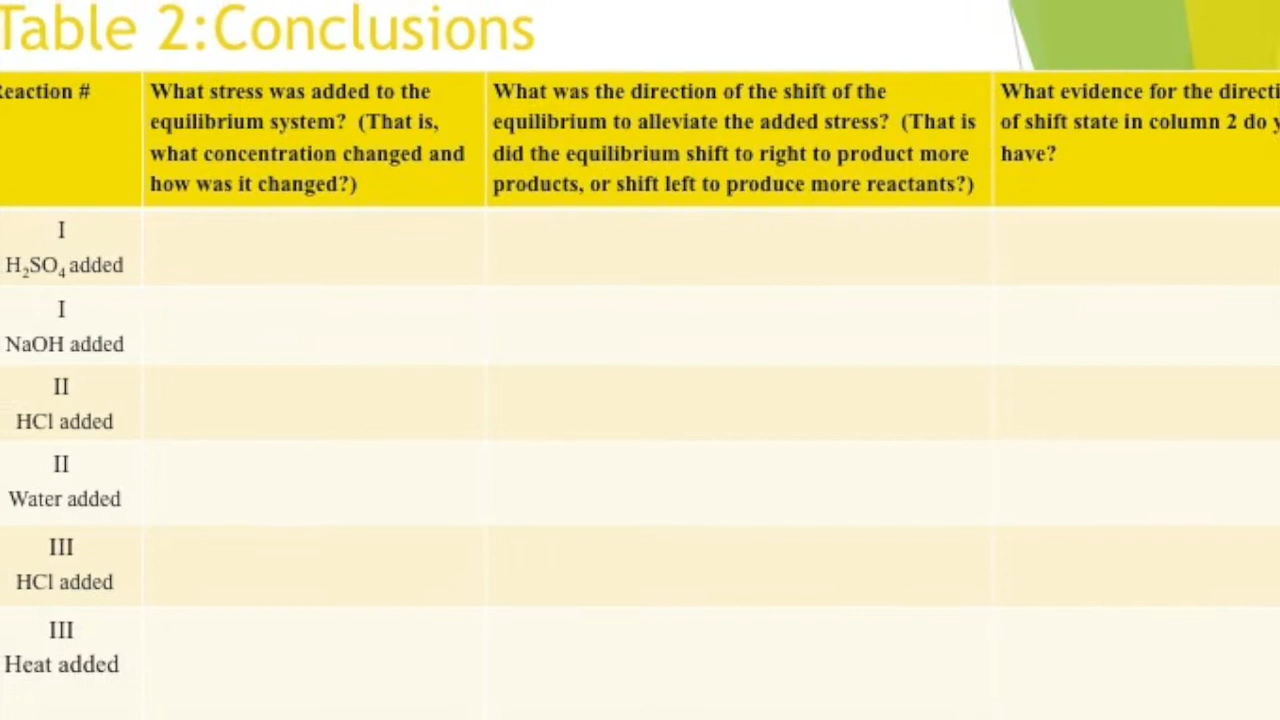 Table 2:Conclusions
Reaction #
What stress was added to the
equilibrium system? (That is,
what concentration changed and
how was it changed?)
What was the direction of the shift of the
equilibrium to alleviate the added stress? (That is
did the equilibrium shift to right to product more
products, or shift left to produce more reactants?)
What evidence for the directi
of shift state in column 2 do y
have?
I
H₂SO₄ added
I
NaOH added
II
HCl added
II
Water added
III
HCl added
III
Heat added